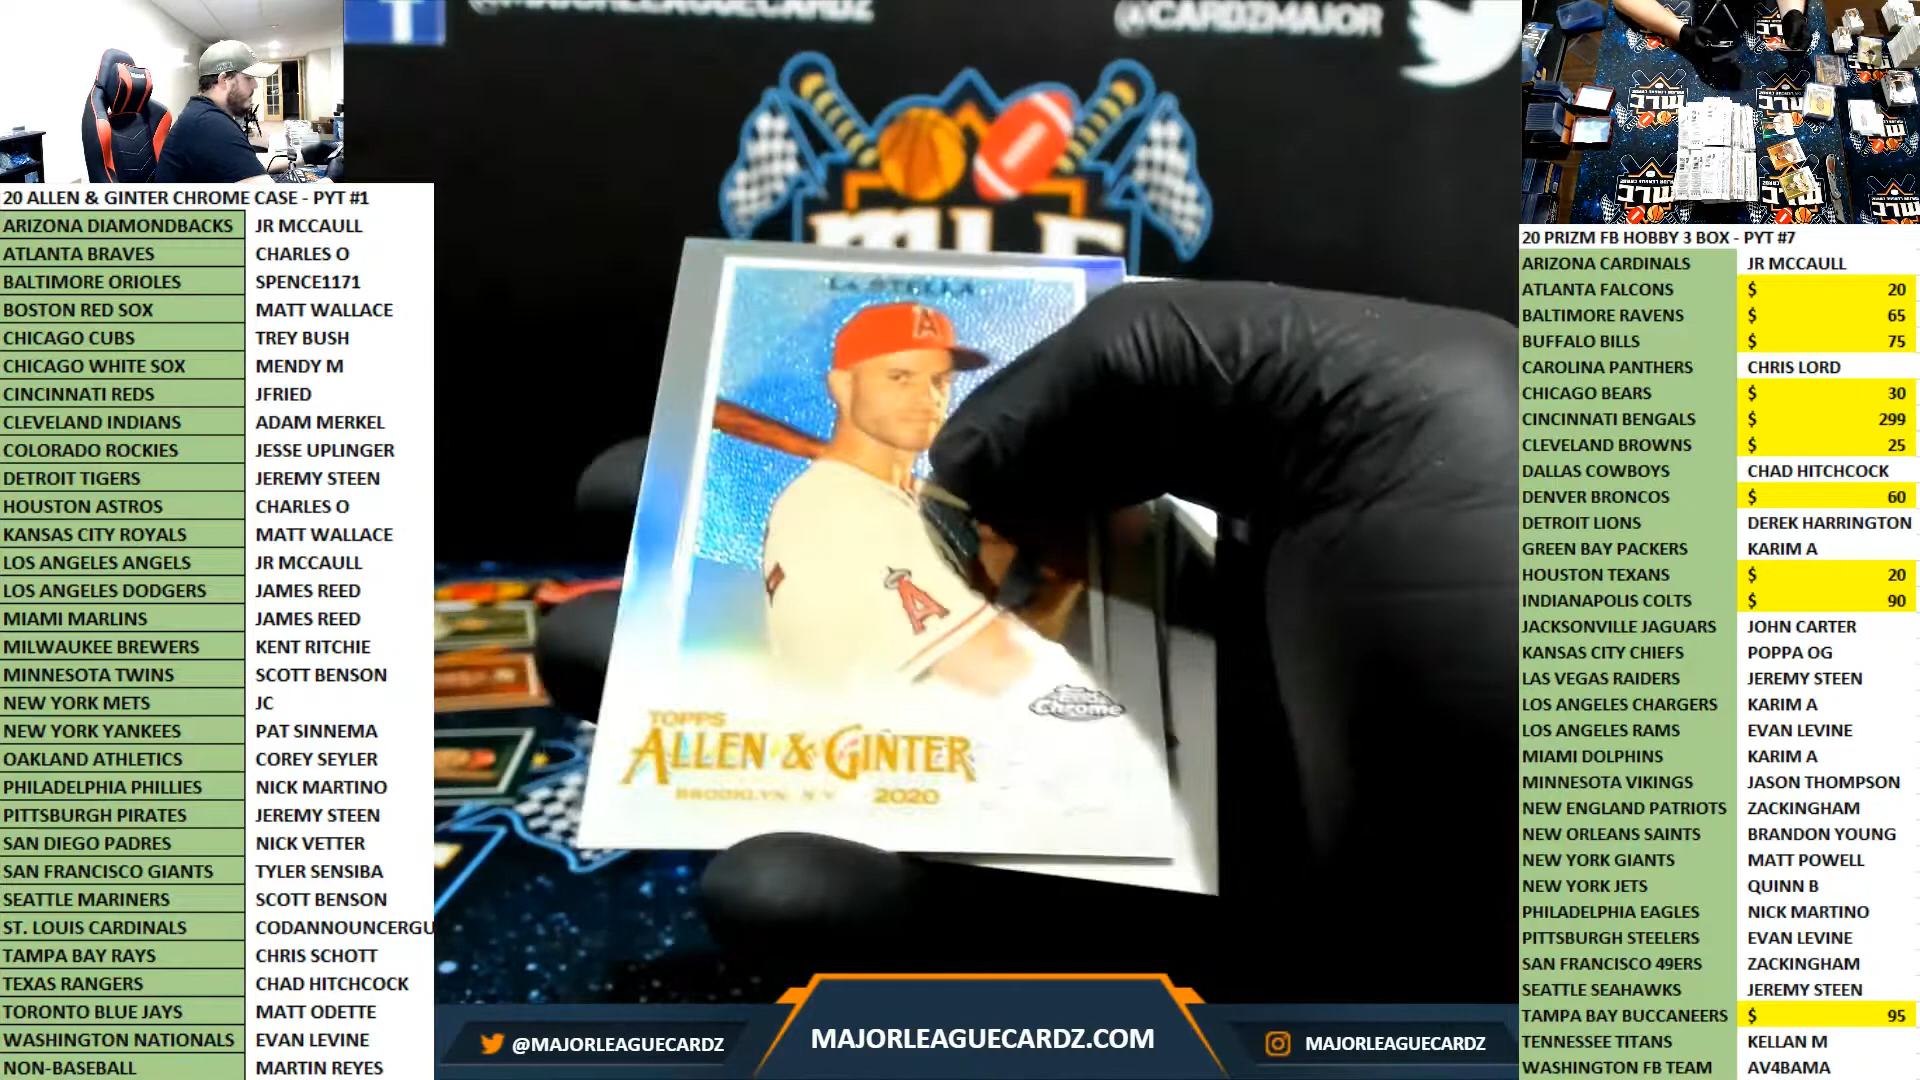 @MAJORLEAGUECARDZ
@CARDZMAJOR
20 ALLEN & GINTER CHROME CASE - PYT #1
ARIZONA DIAMONDBACKS JR MCCAULL
ATLANTA BRAVES CHARLES O
BALTIMORE ORIOLES SPENCE1171
BOSTON RED SOX MATT WALLACE
CHICAGO CUBS TREY BUSH
CHICAGO WHITE SOX MENDY M
CINCINNATI REDS JFRIED
CLEVELAND INDIANS ADAM MERKEL
COLORADO ROCKIES JESSE UPLINGER
DETROIT TIGERS JEREMY STEEN
HOUSTON ASTROS CHARLES O
KANSAS CITY ROYALS MATT WALLACE
LOS ANGELES ANGELS JR MCCAULL
LOS ANGELES DODGERS JAMES REED
MIAMI MARLINS JAMES REED
MILWAUKEE BREWERS KENT RITCHIE
MINNESOTA TWINS SCOTT BENSON
NEW YORK METS JC
NEW YORK YANKEES PAT SINNEMA
OAKLAND ATHLETICS COREY SEYLER
PHILADELPHIA PHILLIES NICK MARTINO
PITTSBURGH PIRATES JEREMY STEEN
SAN DIEGO PADRES NICK VETTER
SAN FRANCISCO GIANTS TYLER SENSIBA
SEATTLE MARINERS SCOTT BENSON
ST. LOUIS CARDINALS CODANNOUNCERGU
TAMPA BAY RAYS CHRIS SCHOTT
TEXAS RANGERS CHAD HITCHCOCK
TORONTO BLUE JAYS MATT ODETTE
WASHINGTON NATIONALS EVAN LEVINE
NON-BASEBALL MARTIN REYES
LA STELLA
A
A
Chrome
TOPPS
ALLEN & GINTER
BROOKLYN, N.Y. 2020
@MAJORLEAGUECARDZ
MAJORLEAGUECARDZ.COM
MAJORLEAGUECARDZ
20 PRIZM FB HOBBY 3 BOX - PYT #7
ARIZONA CARDINALS JR MCCAULL
ATLANTA FALCONS $ 20
BALTIMORE RAVENS $ 65
BUFFALO BILLS $ 75
CAROLINA PANTHERS CHRIS LORD
CHICAGO BEARS $ 30
CINCINNATI BENGALS $ 299
CLEVELAND BROWNS $ 25
DALLAS COWBOYS CHAD HITCHCOCK
DENVER BRONCOS $ 60
DETROIT LIONS DEREK HARRINGTON
GREEN BAY PACKERS KARIM A
HOUSTON TEXANS $ 20
INDIANAPOLIS COLTS $ 90
JACKSONVILLE JAGUARS JOHN CARTER
KANSAS CITY CHIEFS POPPA OG
LAS VEGAS RAIDERS JEREMY STEEN
LOS ANGELES CHARGERS KARIM A
LOS ANGELES RAMS EVAN LEVINE
MIAMI DOLPHINS KARIM A
MINNESOTA VIKINGS JASON THOMPSON
NEW ENGLAND PATRIOTS ZACKINGHAM
NEW ORLEANS SAINTS BRANDON YOUNG
NEW YORK GIANTS MATT POWELL
NEW YORK JETS QUINN B
PHILADELPHIA EAGLES NICK MARTINO
PITTSBURGH STEELERS EVAN LEVINE
SAN FRANCISCO 49ERS ZACKINGHAM
SEATTLE SEAHAWKS JEREMY STEEN
TAMPA BAY BUCCANEERS $ 95
TENNESSEE TITANS KELLAN M
WASHINGTON FB TEAM AV4BAMA